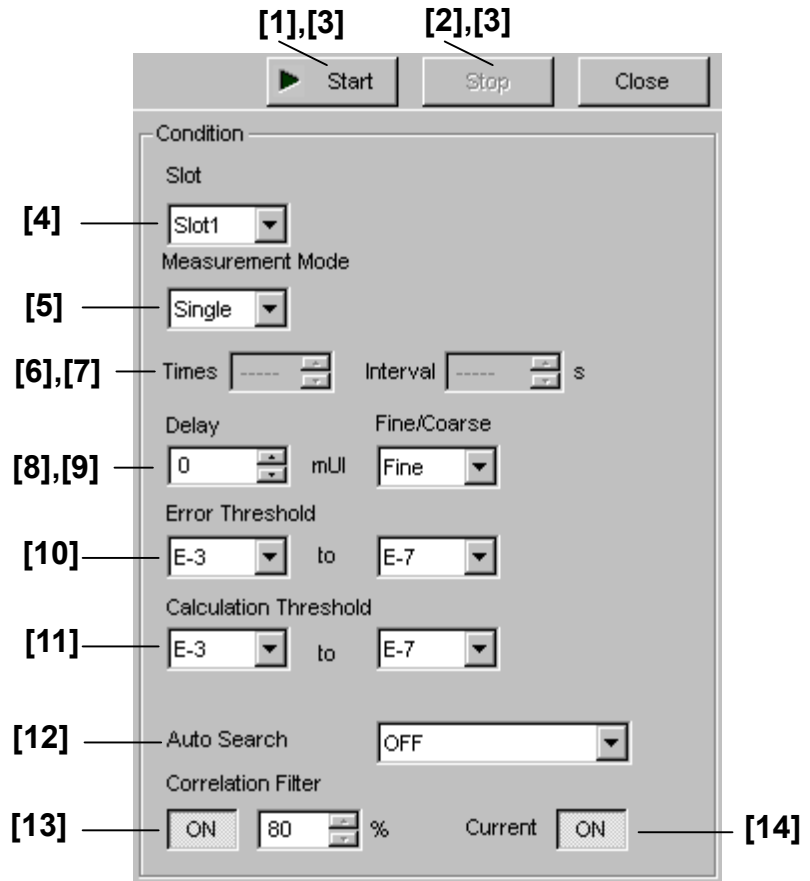 [1],[3] [2],[3]
Start Stop Close
Condition
Slot
[4] Slot1
Measurement Mode
[5] Single
[6],[7] Times ----- Interval ----- s
Delay Fine/Coarse
[8],[9] 0 mUI Fine
Error Threshold
[10] E-3 to E-7
Calculation Threshold
[11] E-3 to E-7
[12] Auto Search OFF
Correlation Filter
[13] ON 80 % Current ON [14]